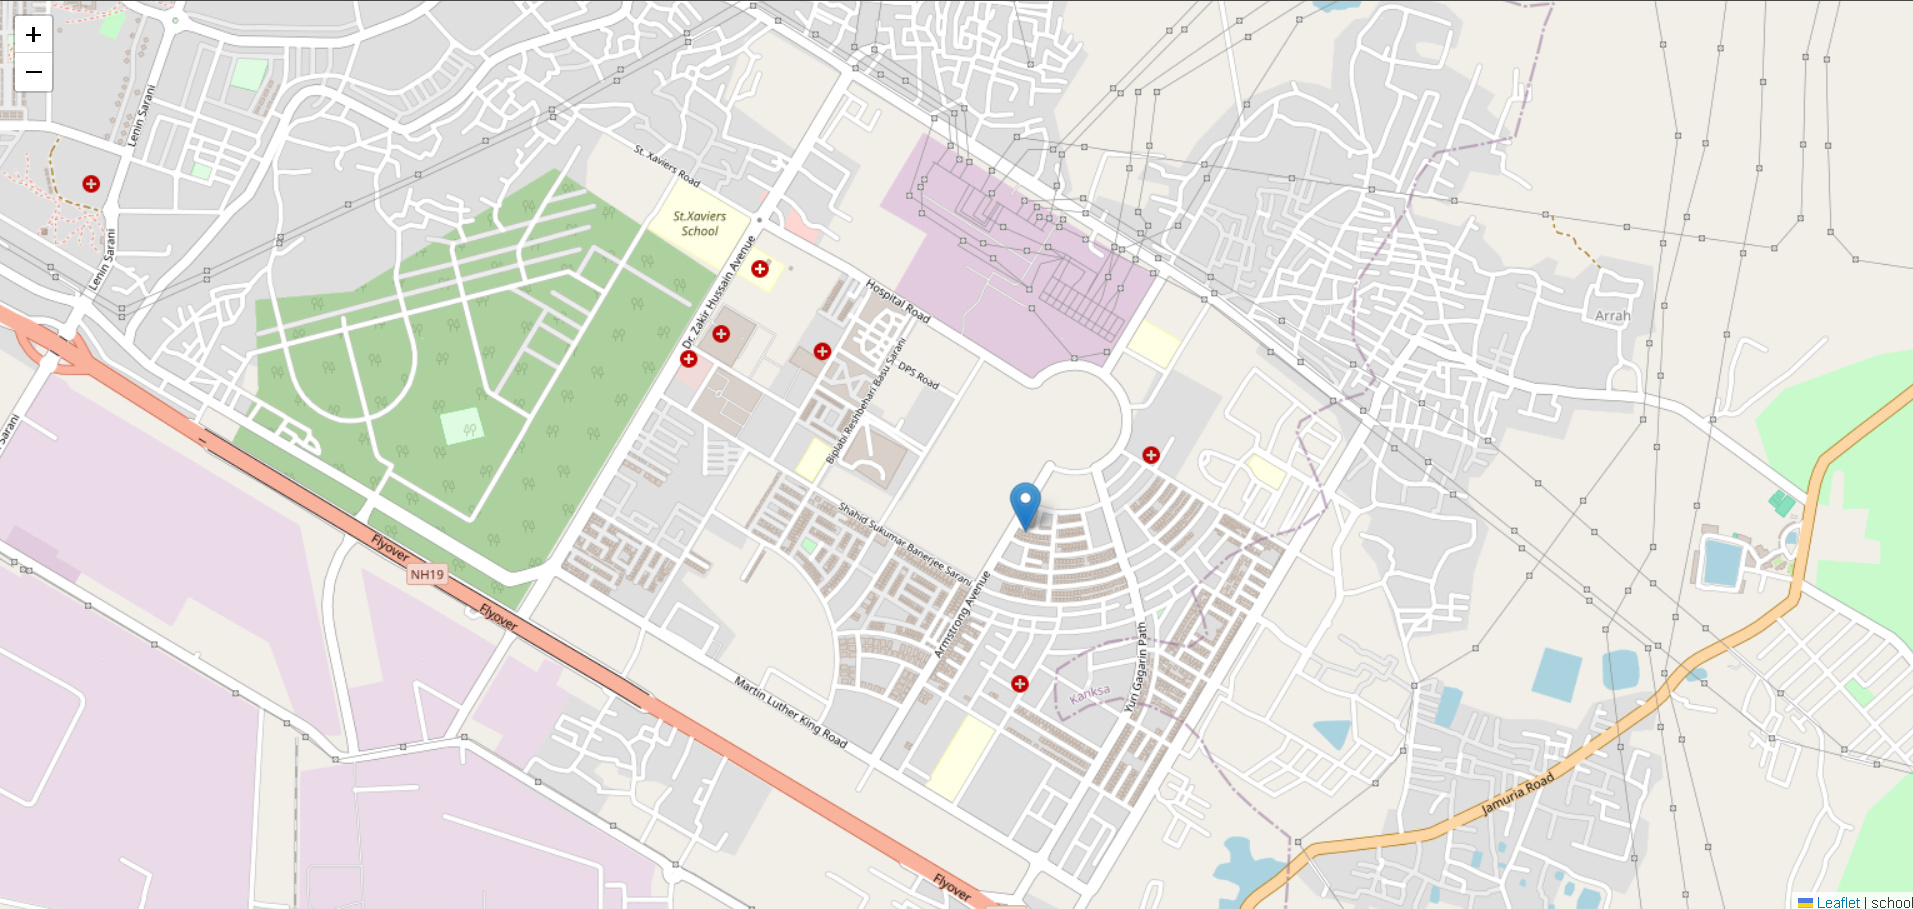 +
−
Lenin Sarani
St. Xaviers Road
St.Xaviers
School
Lenin Sarani
Dr. Zakir Hussain Avenue
Hospital Road
Arrah
Biplabi Reshbehari Basu Sarani
DPS Road
Sarani
Shahid Sukumar Banerjee Sarani
Flyover
NH19
Flyover
Armstrong Avenue
Yuri Gagarin Path
Kanksa
Martin Luther King Road
Jamuria Road
Flyover
Leaflet | school